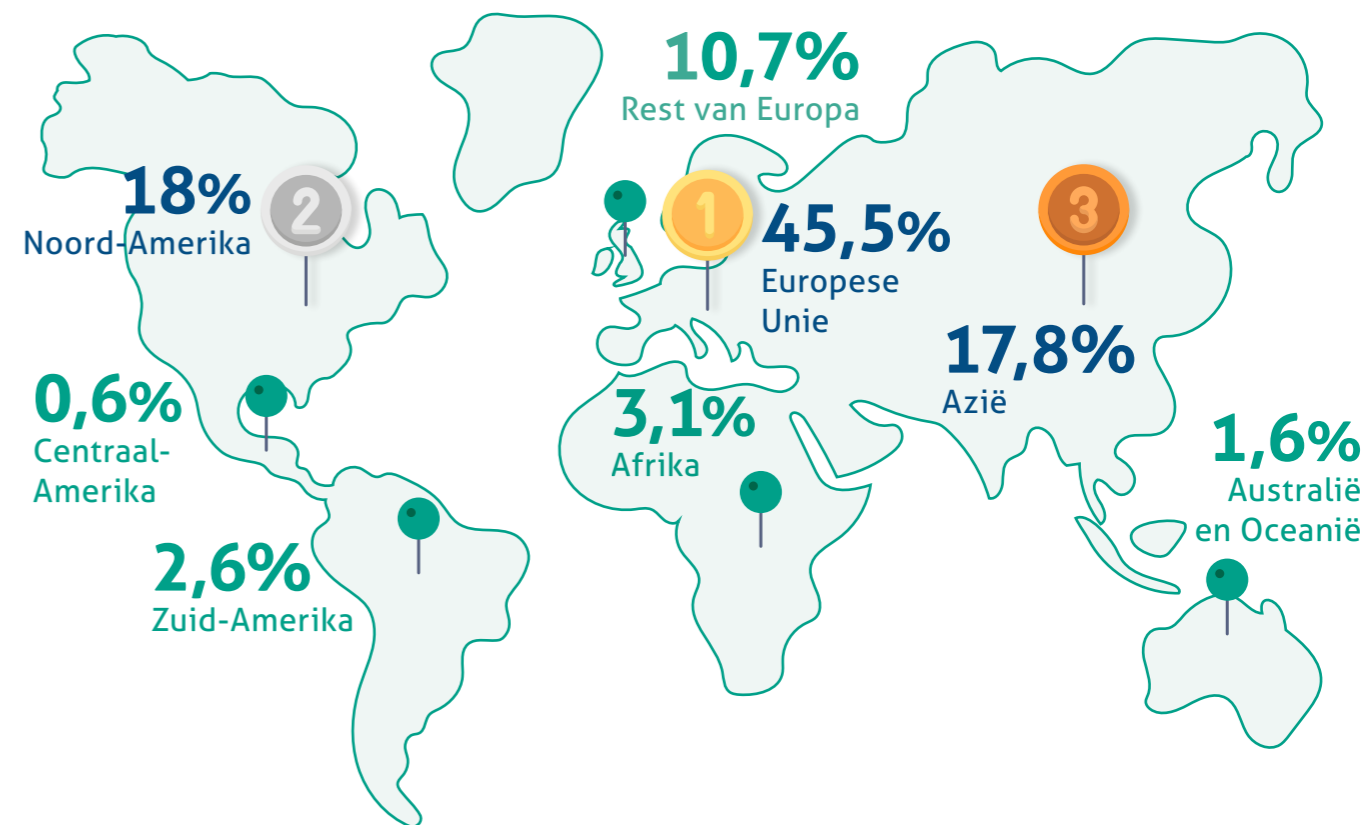 10,7%
Rest van Europa
18%
Noord-Amerika
2
1
45,5%
Europese
Unie
3
17,8%
Azië
0,6%
Centraal-
Amerika
3,1%
Afrika
1,6%
Australië
en Oceanië
2,6%
Zuid-Amerika